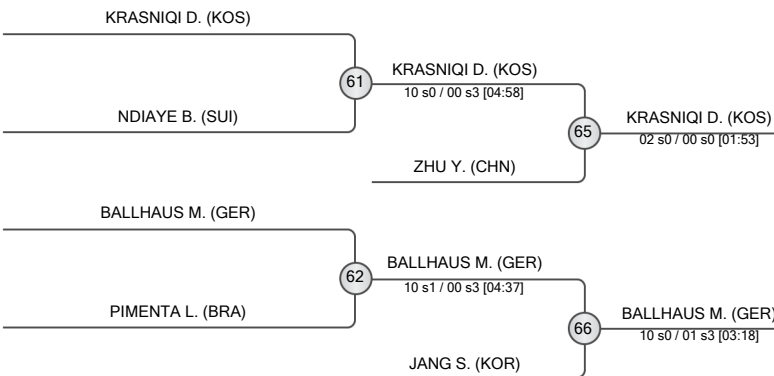 KRASNIQI D. (KOS)
61
KRASNIQI D. (KOS)
10 s0 / 00 s3 [04:58]
NDIAYE B. (SUI)
65
KRASNIQI D. (KOS)
02 s0 / 00 s0 [01:53]
ZHU Y. (CHN)
BALLHAUS M. (GER)
62
BALLHAUS M. (GER)
10 s1 / 00 s3 [04:37]
PIMENTA L. (BRA)
66
BALLHAUS M. (GER)
10 s0 / 01 s3 [03:18]
JANG S. (KOR)